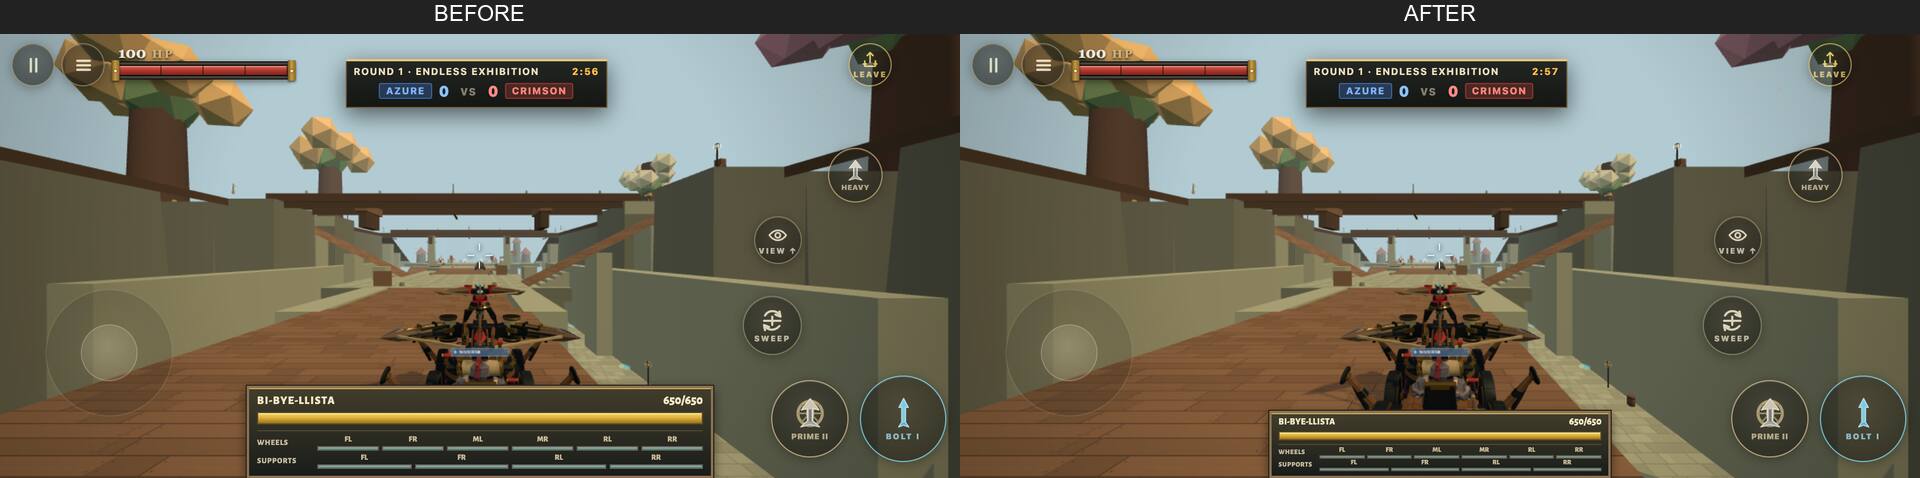 BEFORE
100 HP
ROUND 1 · ENDLESS EXHIBITION 2:56
AZURE 0 VS 0 CRIMSON
LEAVE
HEAVY
VIEW ↑
SWEEP
PRIME II
BOLT I
BI-BYE-LLISTA 650/650
WHEELS FL FR ML MR RL RR
SUPPORTS FL FR RL RR
AFTER
100 HP
ROUND 1 · ENDLESS EXHIBITION 2:57
AZURE 0 VS 0 CRIMSON
LEAVE
HEAVY
VIEW ↑
SWEEP
PRIME II
BOLT I
BI-BYE-LLISTA 650/650
WHEELS FL FR ML MR RL RR
SUPPORTS FL FR RL RR